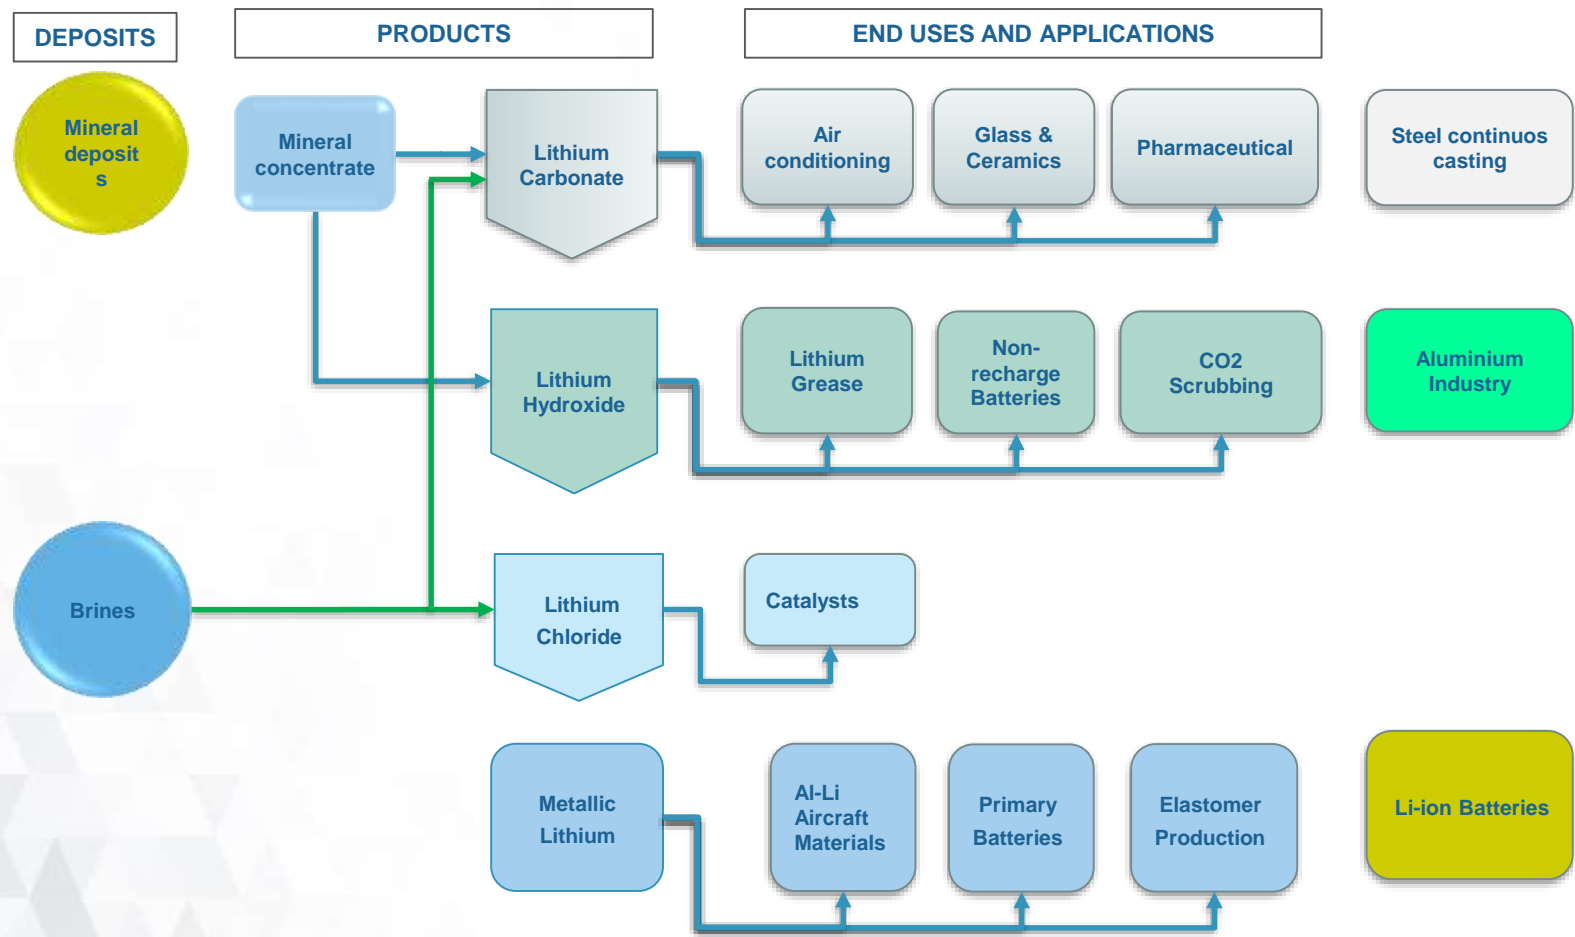 DEPOSITS
PRODUCTS
END USES AND APPLICATIONS
Mineral
deposit
s
Mineral
concentrate
Lithium
Carbonate
Air
conditioning
Glass &
Ceramics
Pharmaceutical
Steel continuos
casting
Lithium
Hydroxide
Lithium
Grease
Non-
recharge
Batteries
CO2
Scrubbing
Aluminium
Industry
Brines
Lithium
Chloride
Catalysts
Metallic
Lithium
Al-Li
Aircraft
Materials
Primary
Batteries
Elastomer
Production
Li-ion Batteries